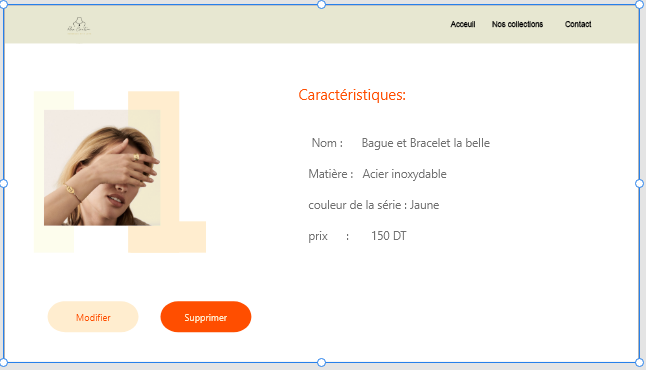 Acceuil Nos collections Contact
Caractéristiques:
Nom : Bague et Bracelet la belle
Matière : Acier inoxydable
couleur de la série : Jaune
prix : 150 DT
Modifier Supprimer